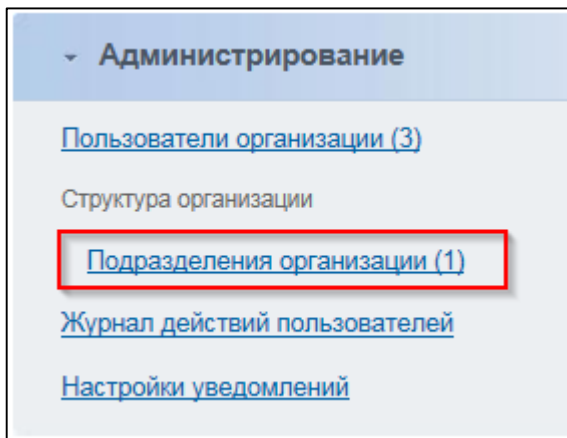 Администрирование
Пользователи организации (3)
Структура организации
Подразделения организации (1)
Журнал действий пользователей
Настройки уведомлений